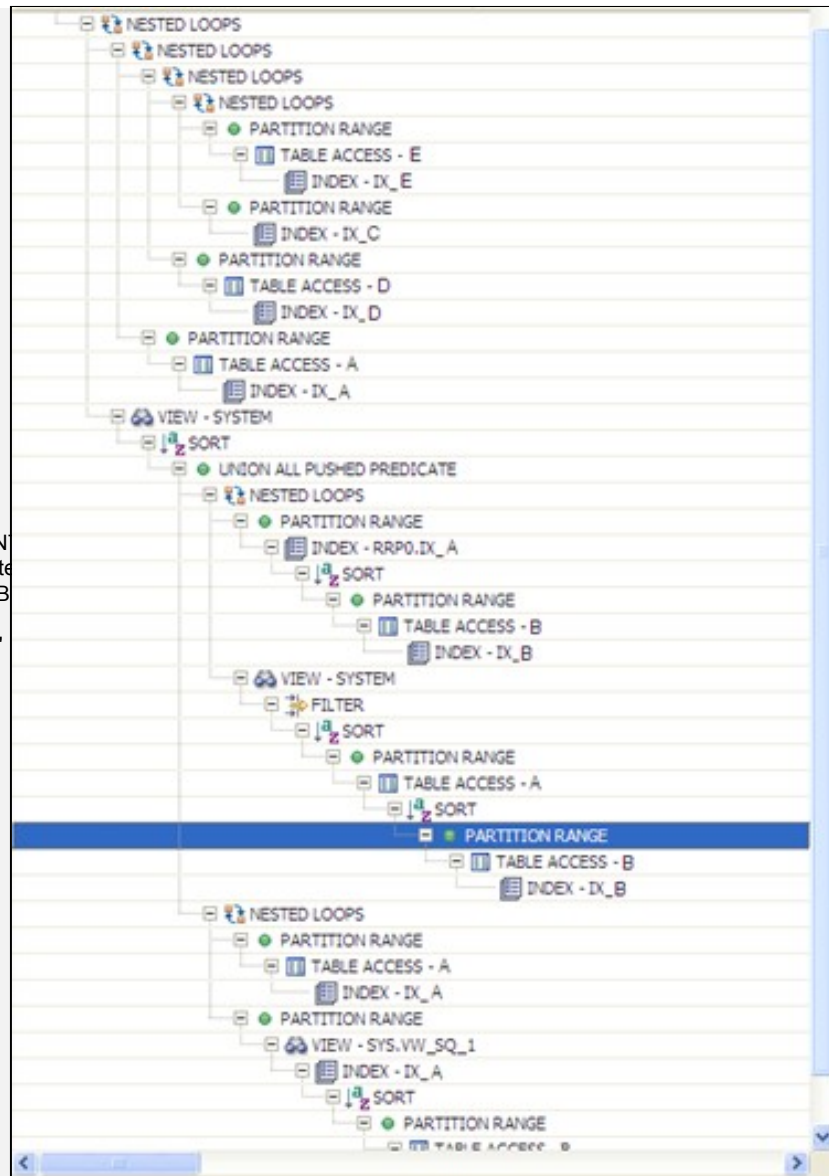 NESTED LOOPS
NESTED LOOPS
NESTED LOOPS
NESTED LOOPS
PARTITION RANGE
TABLE ACCESS - E
INDEX - IX_E
PARTITION RANGE
INDEX - IX_C
PARTITION RANGE
TABLE ACCESS - D
INDEX - IX_D
PARTITION RANGE
TABLE ACCESS - A
INDEX - IX_A
VIEW - SYSTEM
SORT
UNION ALL PUSHED PREDICATE
NESTED LOOPS
PARTITION RANGE
INDEX - RRP0.IX_A
SORT
PARTITION RANGE
TABLE ACCESS - B
INDEX - IX_B
VIEW - SYSTEM
FILTER
SORT
PARTITION RANGE
TABLE ACCESS - A
SORT
PARTITION RANGE
TABLE ACCESS - B
INDEX - IX_B
NESTED LOOPS
PARTITION RANGE
TABLE ACCESS - A
INDEX - IX_A
PARTITION RANGE
VIEW - SYS.VW_SQ_1
INDEX - IX_A
SORT
PARTITION RANGE
TABLE ACCESS - B